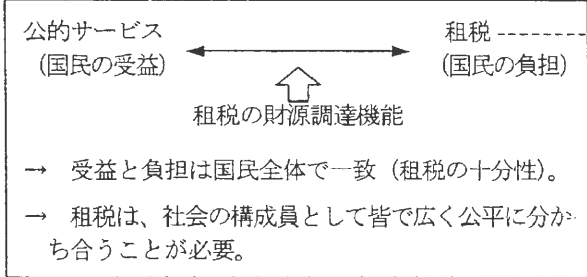 公的サービス 租税
(国民の受益) (国民の負担)
租税の財源調達機能
→ 受益と負担は国民全体で一致(租税の十分性)。
→ 租税は、社会の構成員として皆で広く公平に分か
ち合うことが必要。